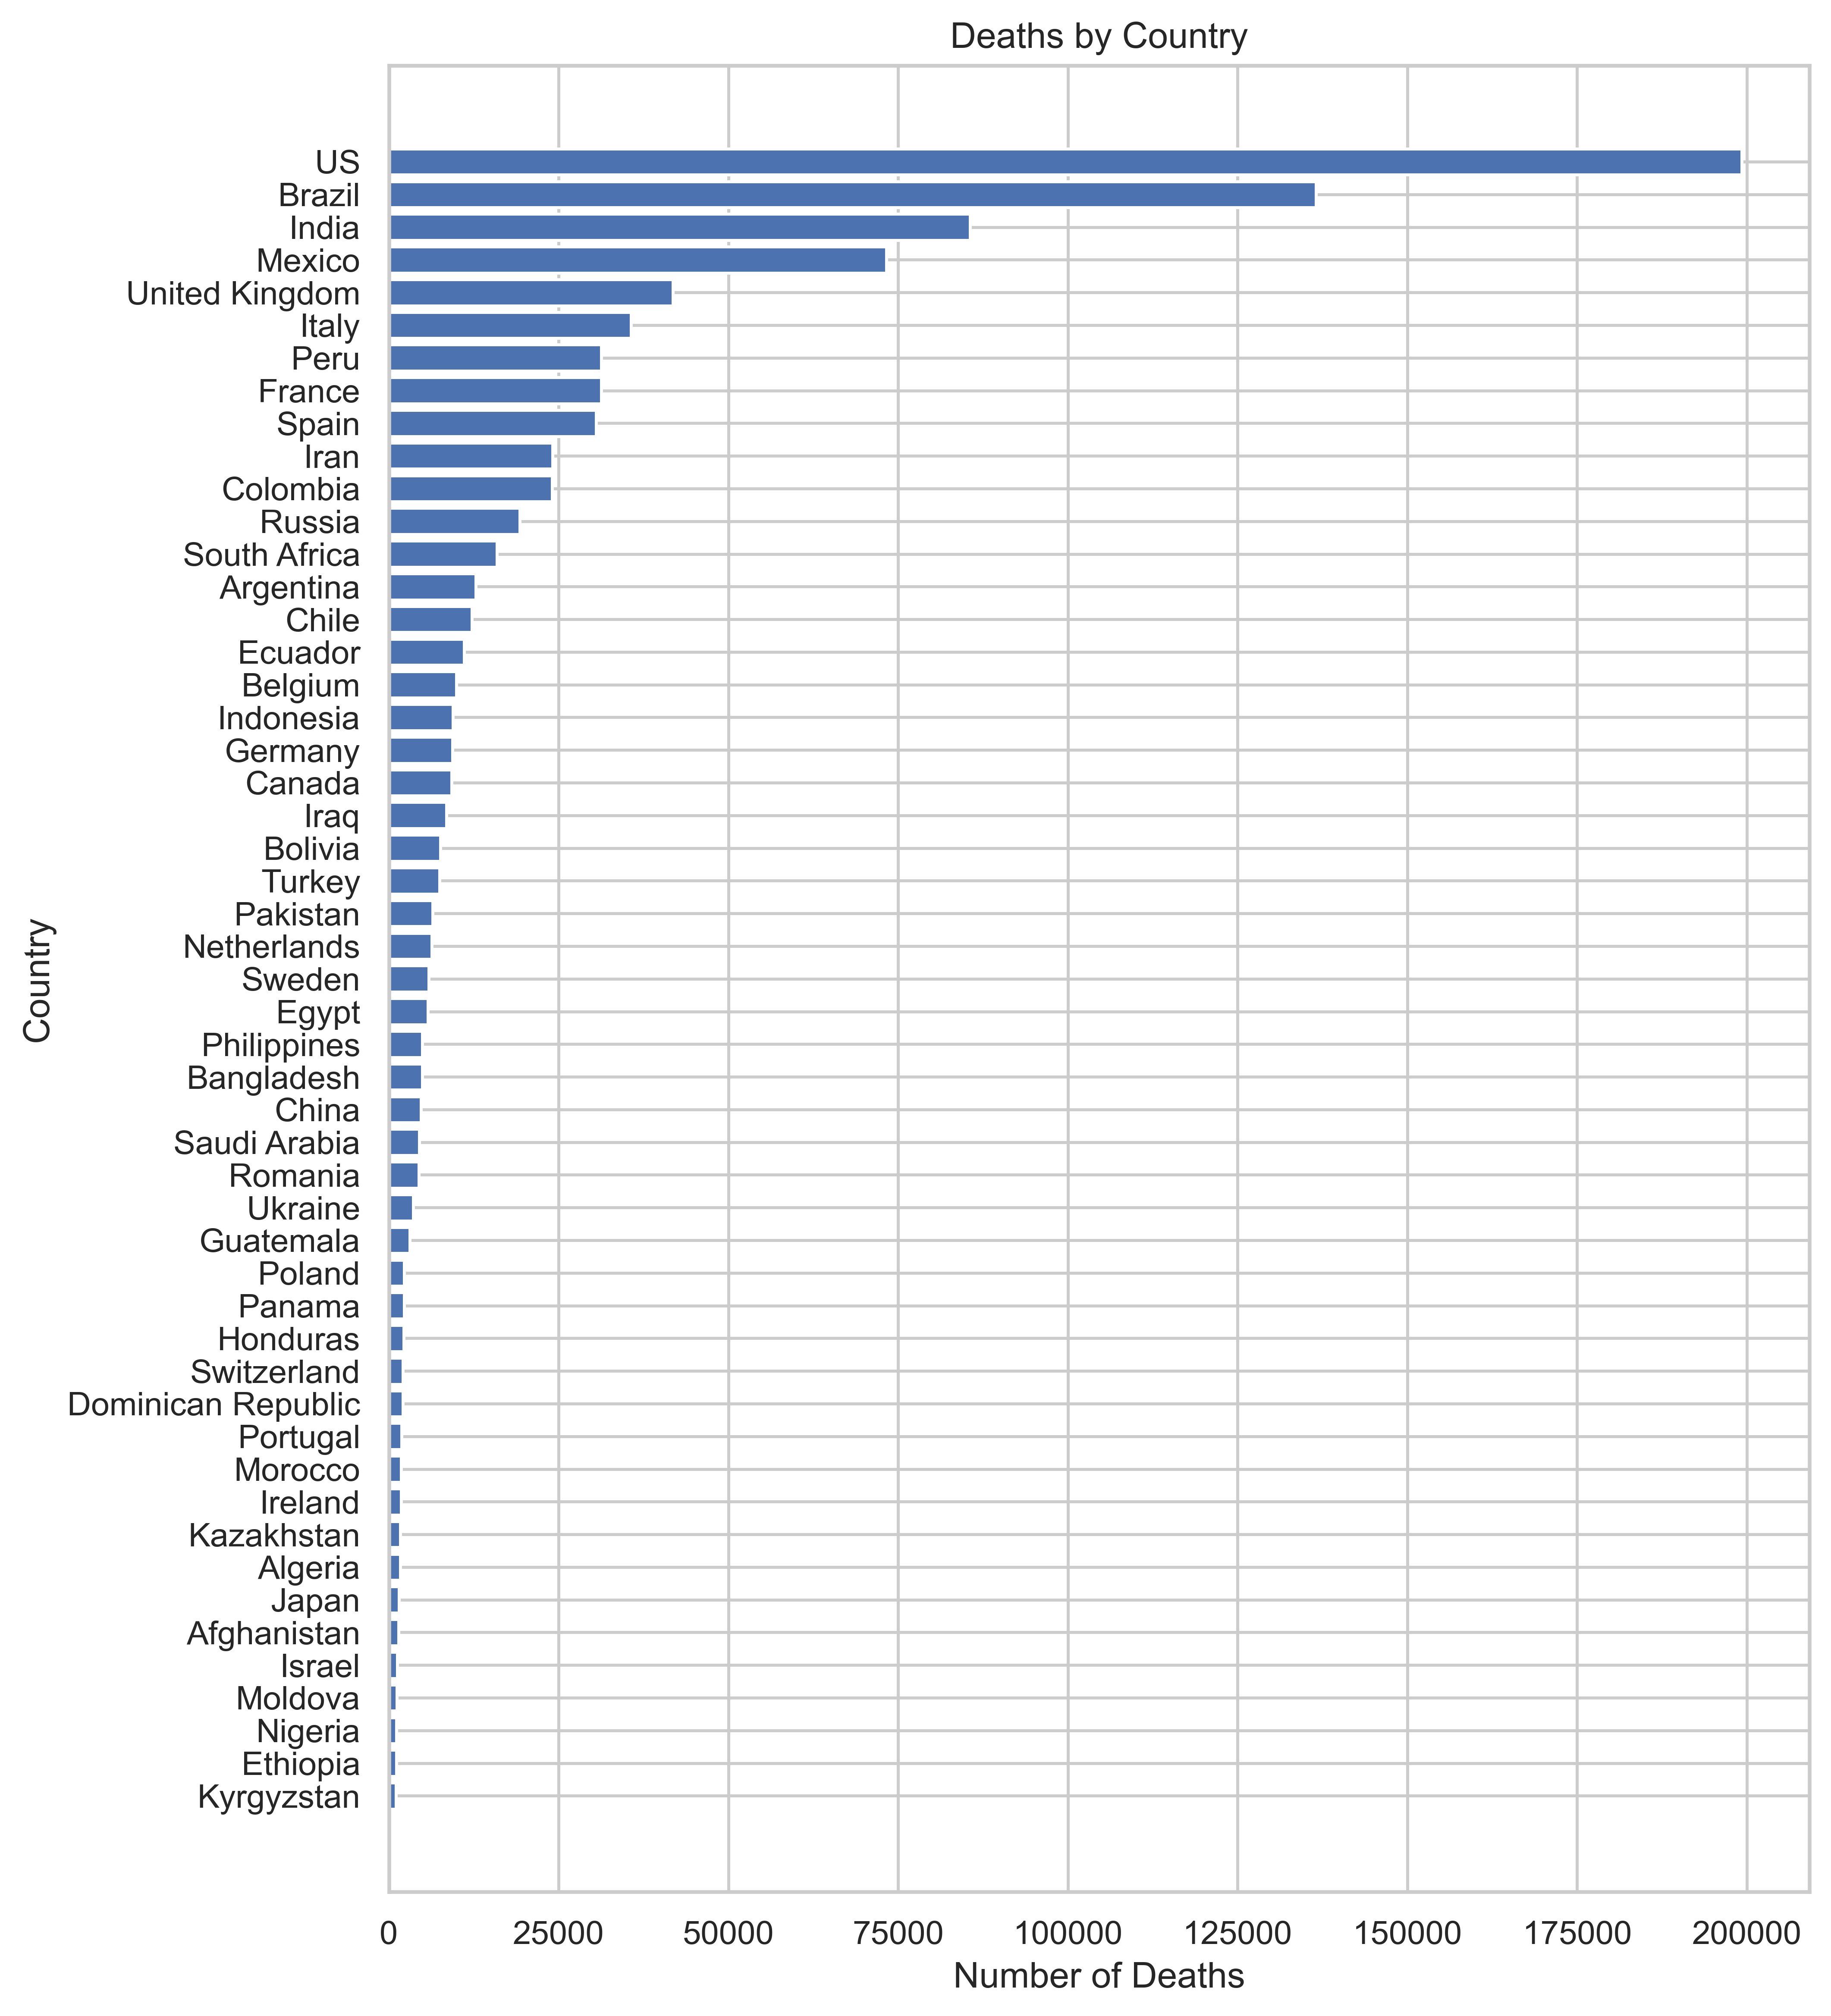 Deaths by Country
US
Brazil
India
Mexico
United Kingdom
Italy
Peru
France
Spain
Iran
Colombia
Russia
South Africa
Argentina
Chile
Ecuador
Belgium
Indonesia
Germany
Canada
Iraq
Bolivia
Turkey
Pakistan
Netherlands
Sweden
Egypt
Philippines
Bangladesh
China
Saudi Arabia
Romania
Ukraine
Guatemala
Poland
Panama
Honduras
Switzerland
Dominican Republic
Portugal
Morocco
Ireland
Kazakhstan
Algeria
Japan
Afghanistan
Israel
Moldova
Nigeria
Ethiopia
Kyrgyzstan
Country
0 25000 50000 75000 100000 125000 150000 175000 200000
Number of Deaths